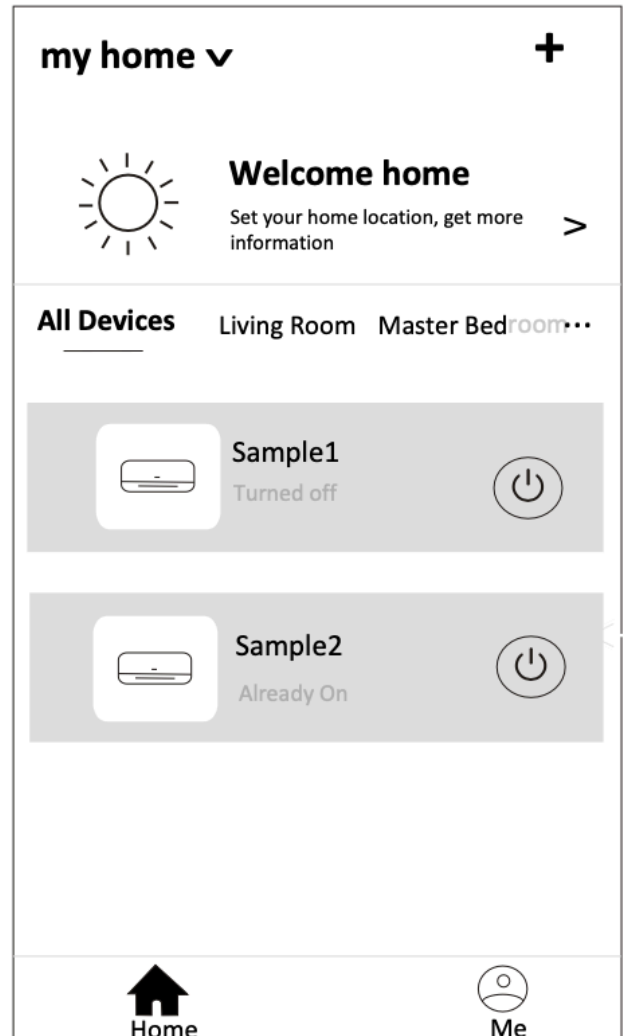 my home
Welcome home
Set your home location, get more
information
All Devices Living Room Master Bedroom...
Sample1
Turned off
Sample2
Already On
Home Me